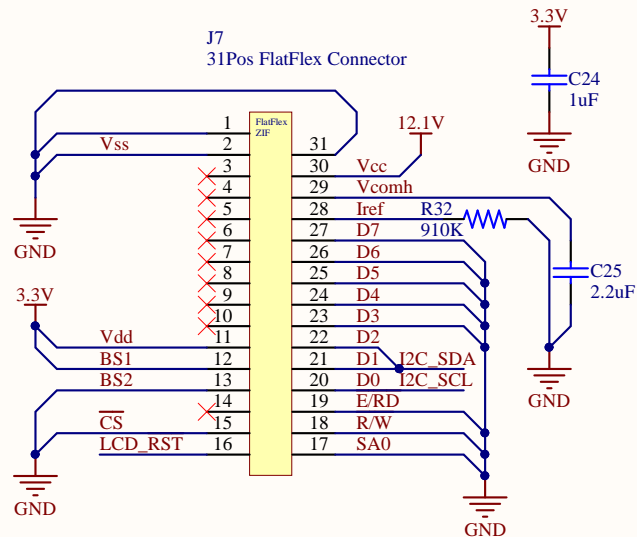 J7
31Pos FlatFlex Connector
3.3V
C24
1uF
GND
FlatFlex
ZIF
12.1V
1
31
Vss
2
30
Vcc
3
29
Vcomh
4
28
Iref
R32
910K
5
27
D7
6
26
D6
7
25
D5
8
24
D4
9
23
D3
10
22
D2
C25
2.2uF
GND
3.3V
Vdd
11
21
D1
I2C_SDA
BS1
12
20
D0
I2C_SCL
BS2
13
19
E/RD
14
18
R/W
CS
15
17
SA0
LCD_RST
16
GND
GND
GND